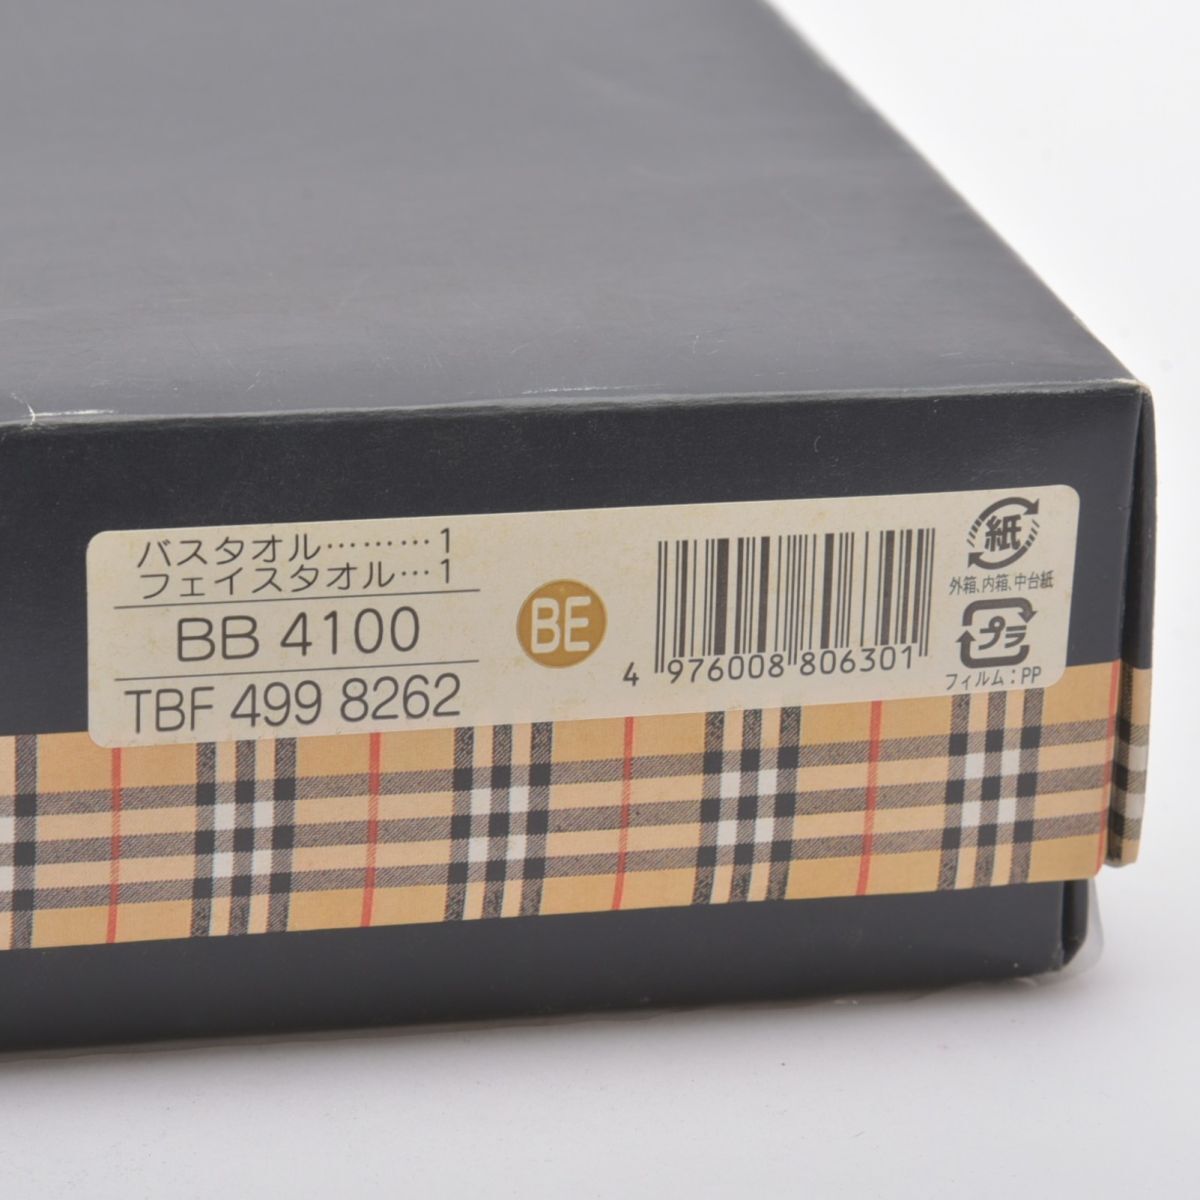 バスタオル………1
フェイスタオル…1
BB 4100
TBF 499 8262
BE
4 976008 806301
紙
外箱、内箱、中台紙
プラ
フィルム：PP